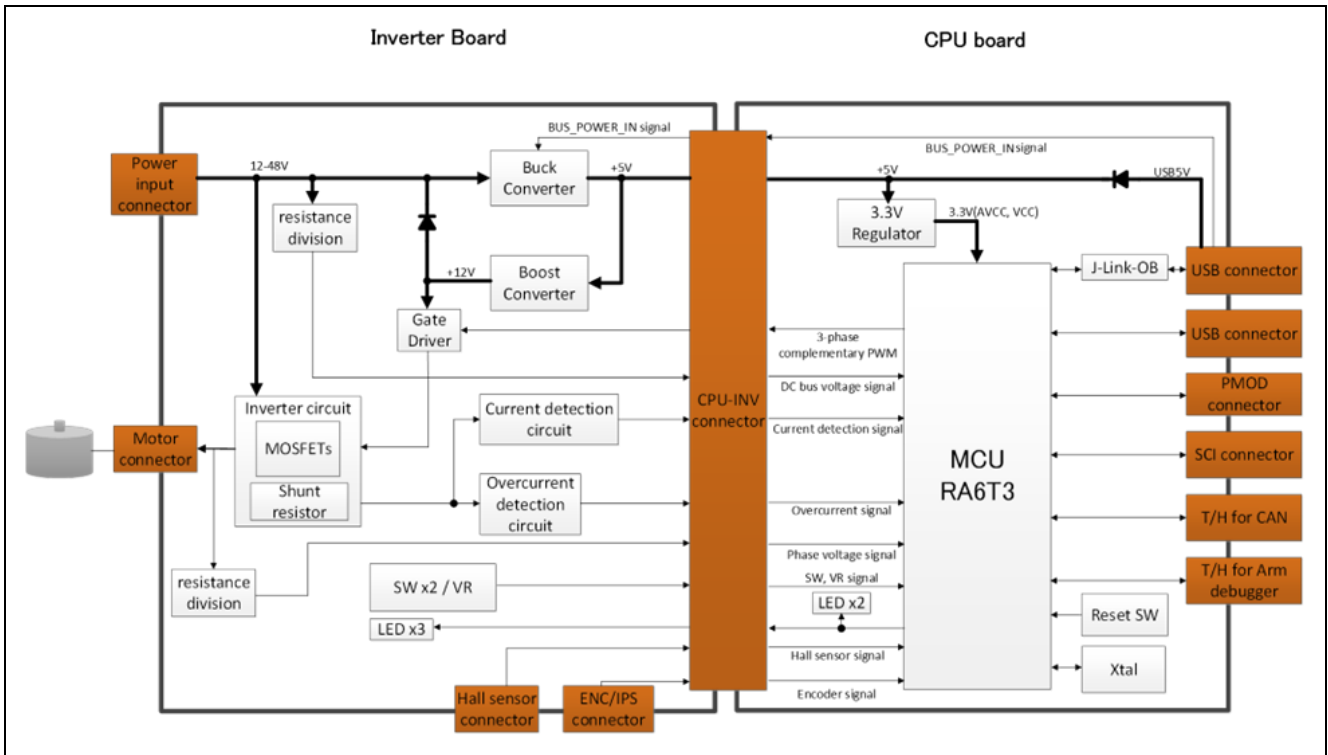 Inverter Board
CPU board
BUS_POWER_IN signal
BUS_POWER_INsignal
Power
input
connector
12-48V
Buck
Converter
+5V
+5V
USB5V
resistance
division
3.3V
Regulator
3.3V(AVCC, VCC)
+12V
Boost
Converter
J-Link-OB
USB connector
Gate
Driver
USB connector
3-phase
complementary PWM
DC bus voltage signal
PMOD
connector
CPU-INV
connector
Inverter circuit
MOSFETs
Shunt
resistor
Current detection
circuit
Current detection signal
Motor
connector
MCU
RA6T3
SCI connector
Overcurrent
detection
circuit
Overcurrent signal
T/H for CAN
Phase voltage signal
resistance
division
SW x2 / VR
SW, VR signal
T/H for Arm
debugger
LED x2
LED x3
Reset SW
Hall sensor signal
Xtal
Hall sensor
connector
ENC/IPS
connector
Encoder signal